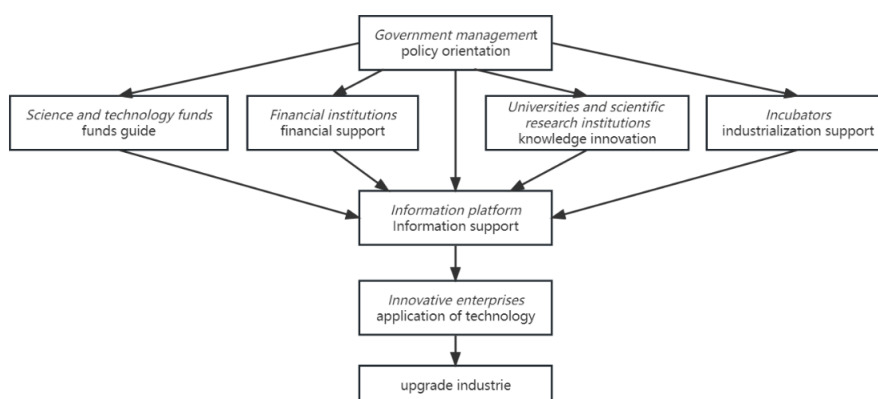 Government management
policy orientation
Science and technology funds
funds guide
Financial institutions
financial support
Universities and scientific
research institutions
knowledge innovation
Incubators
industrialization support
Information platform
Information support
Innovative enterprises
application of technology
upgrade industrie